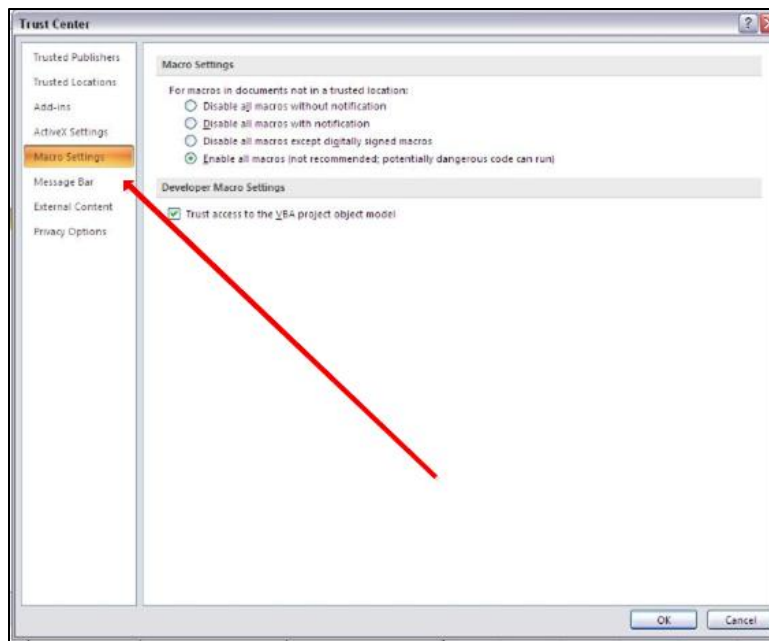 Trust Center
Trusted Publishers
Trusted Locations
Add-ins
ActiveX Settings
Macro Settings
Message Bar
External Content
Privacy Options
Macro Settings
For macros in documents not in a trusted location:
Disable all macros without notification
Disable all macros with notification
Disable all macros except digitally signed macros
Enable all macros (not recommended; potentially dangerous code can run)
Developer Macro Settings
Trust access to the VBA project object model
OK Cancel